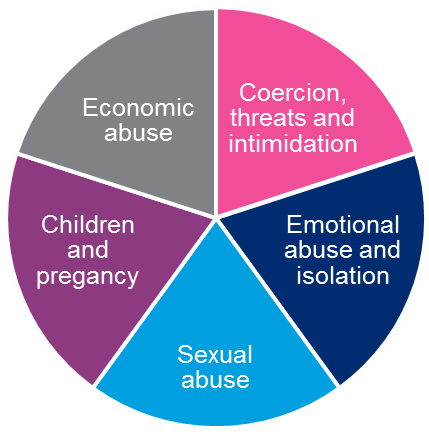 Coercion,
threats and
intimidation
Emotional
abuse and
isolation
Sexual
abuse
Children
and
pregancy
Economic
abuse